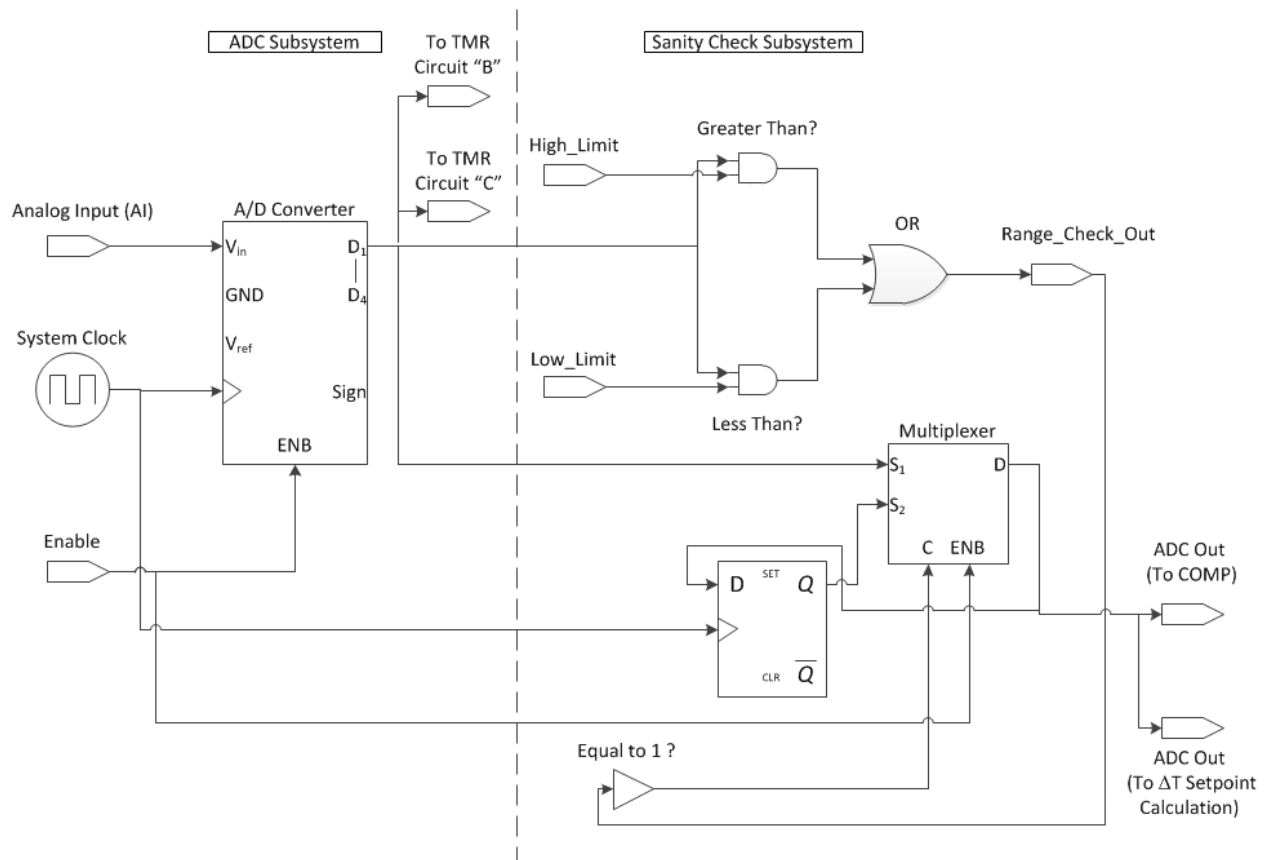 ADC Subsystem
Sanity Check Subsystem
To TMR
Circuit “B”
To TMR
Circuit “C”
High_Limit
Greater Than?
Analog Input (AI)
A/D Converter
OR
Range_Check_Out
Vin
D1
GND
D4
System Clock
Vref
Low_Limit
Sign
Less Than?
ENB
Multiplexer
S1
D
S2
Enable
C
ENB
ADC Out
(To COMP)
D
SET
Q
CLR
Q̅
Equal to 1 ?
ADC Out
(To ΔT Setpoint
Calculation)